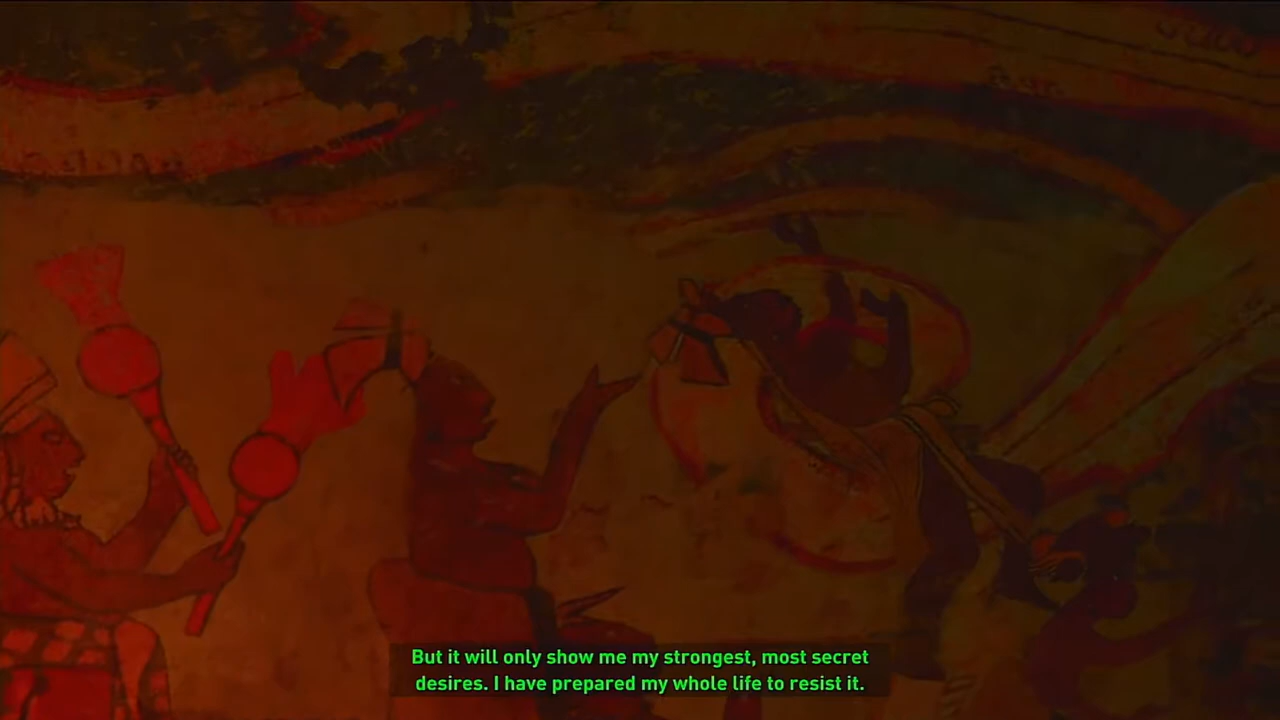 But it will only show me my strongest, most secret
desires. I have prepared my whole life to resist it.